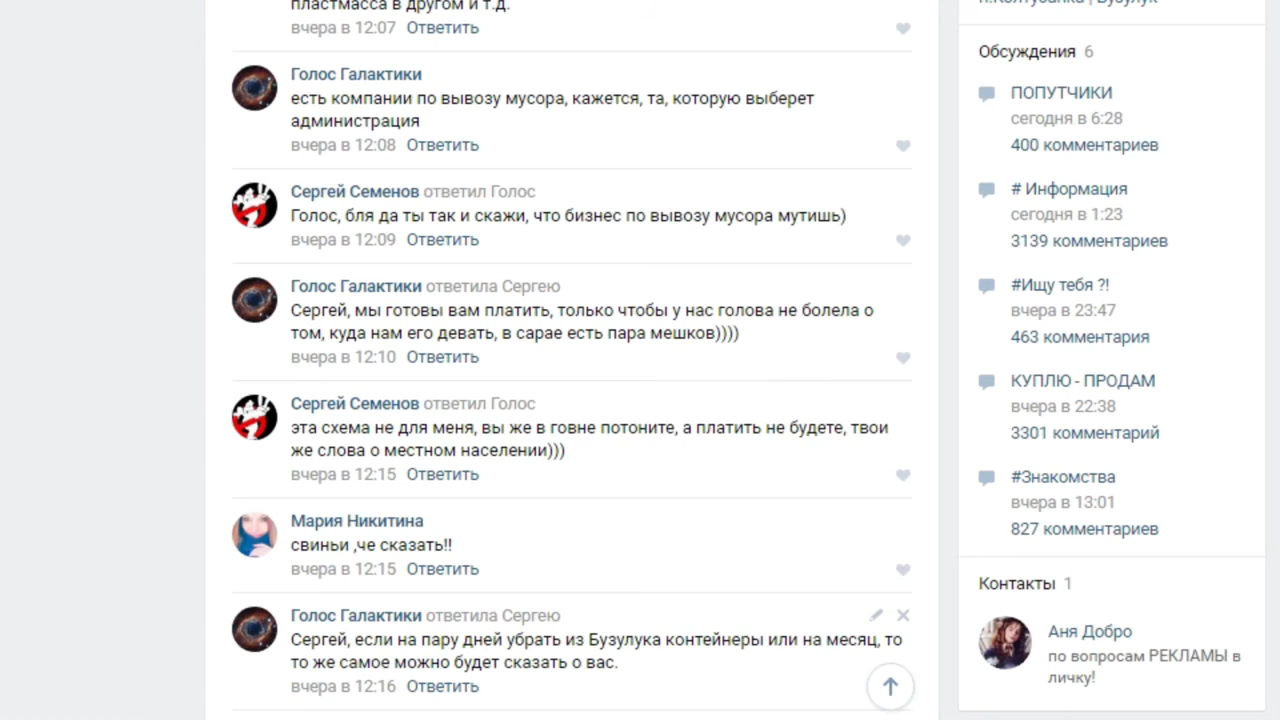 пластмасса в другом и т.д.
вчера в 12:07 Ответить
Голос Галактики
есть компании по вывозу мусора, кажется, та, которую выберет
администрация
вчера в 12:08 Ответить
Сергей Семенов ответил Голос
Голос, бля да ты так и скажи, что бизнес по вывозу мусора мутишь)
вчера в 12:09 Ответить
Голос Галактики ответила Сергею
Сергей, мы готовы вам платить, только чтобы у нас голова не болела о
том, куда нам его девать, в сарае есть пара мешков))))
вчера в 12:10 Ответить
Сергей Семенов ответил Голос
эта схема не для меня, вы же в говне потоните, а платить не будете, твои
же слова о местном населении)))
вчера в 12:15 Ответить
Мария Никитина
свиньи ,че сказать!!
вчера в 12:15 Ответить
Голос Галактики ответила Сергею
Сергей, если на пару дней убрать из Бузулука контейнеры или на месяц, то
то же самое можно будет сказать о вас.
вчера в 12:16 Ответить
п.Колтубанка | Бузулук
Обсуждения 6
ПОПУТЧИКИ
сегодня в 6:28
400 комментариев
# Информация
сегодня в 1:23
3139 комментариев
#Ищу тебя ?!
вчера в 23:47
463 комментария
КУПЛЮ - ПРОДАМ
вчера в 22:38
3301 комментарий
#Знакомства
вчера в 13:01
827 комментариев
Контакты 1
Аня Добро
по вопросам РЕКЛАМЫ в
личку!